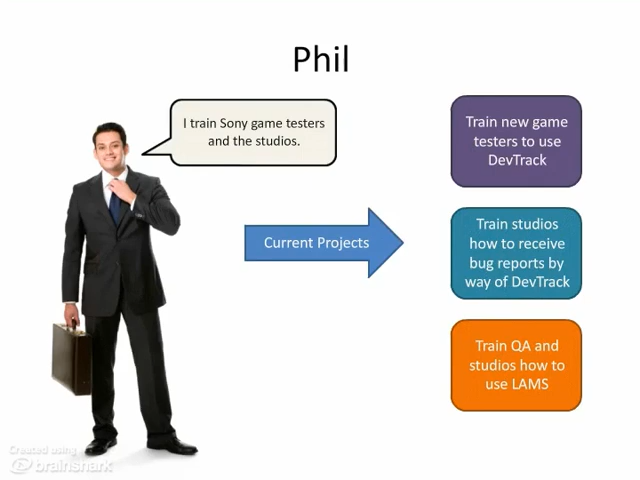 Phil
I train Sony game testers
and the studios.
Current Projects
Train new game
testers to use
DevTrack
Train studios
how to receive
bug reports by
way of DevTrack
Train QA and
studios how to
use LAMS
Created using
brainshark